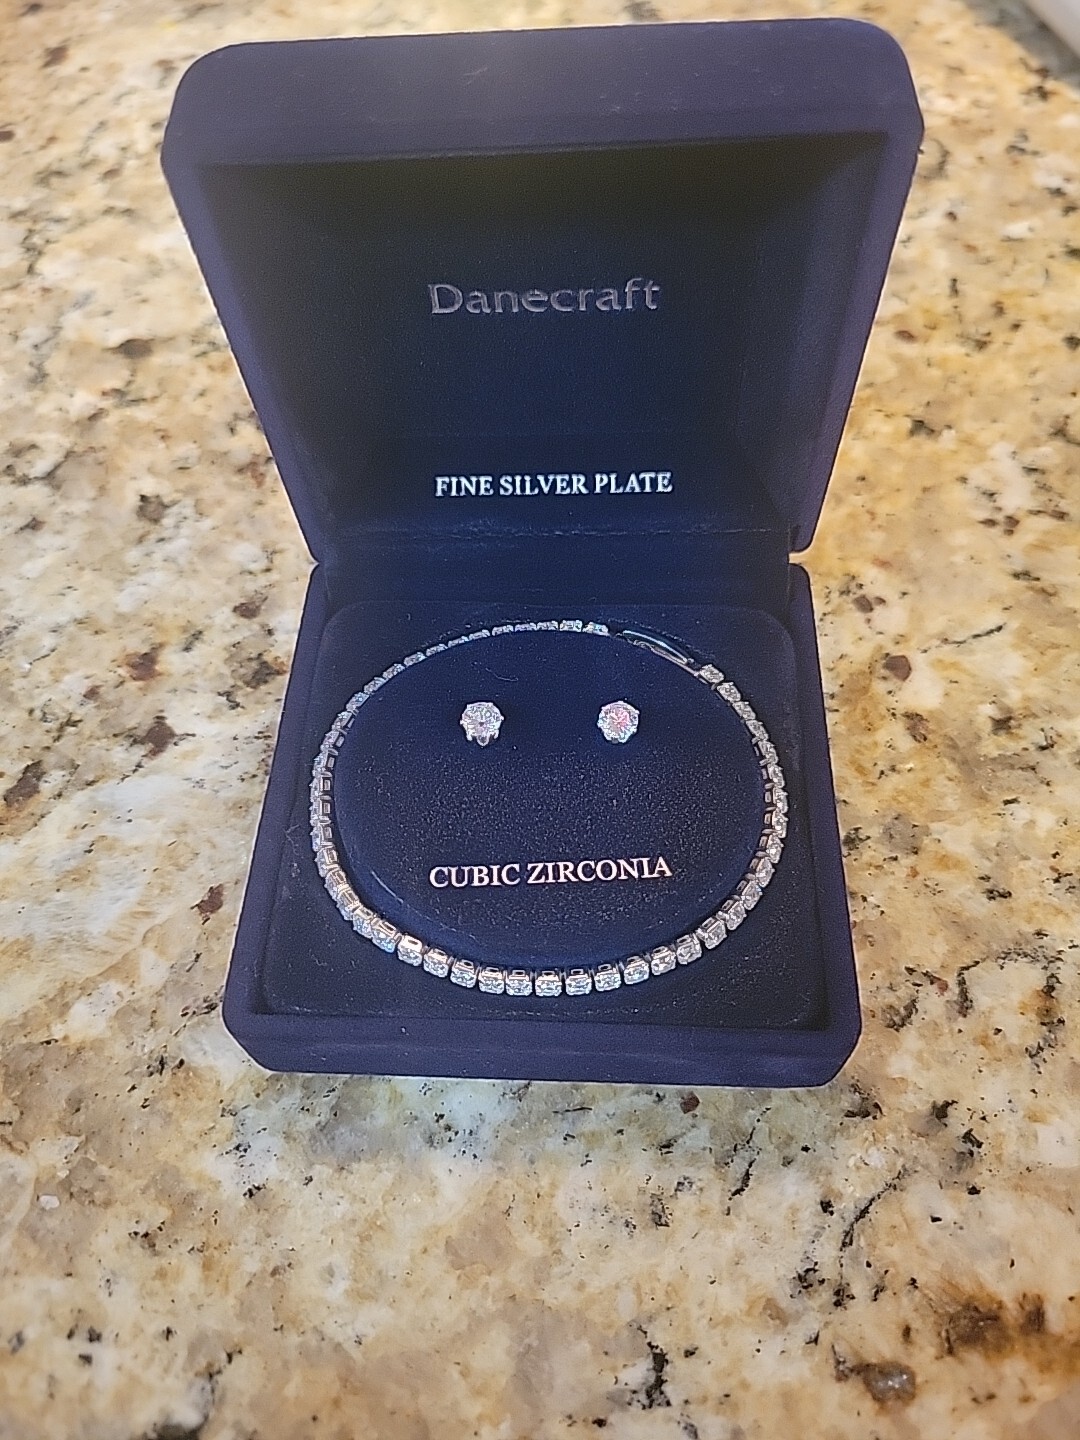 Danecraft
FINE SILVER PLATE
CUBIC ZIRCONIA